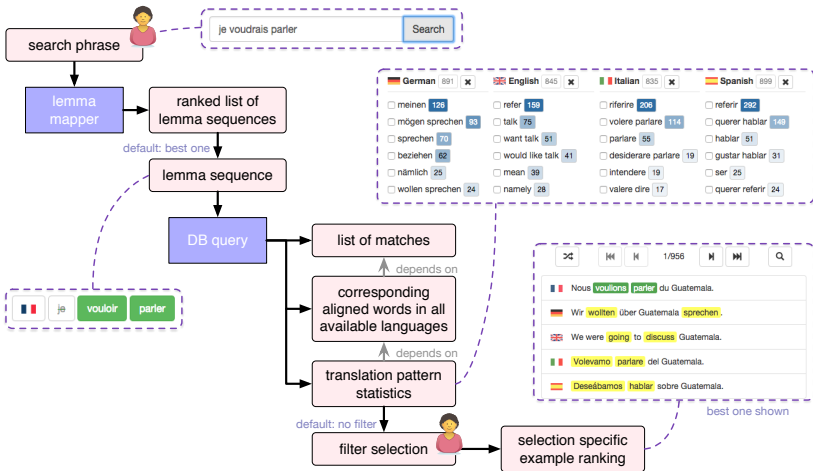 je voudrais parler Search
search phrase
lemma
mapper
ranked list of
lemma sequences
default: best one
lemma sequence
DB query
list of matches
depends on
corresponding
aligned words in all
available languages
depends on
translation pattern
statistics
default: no filter
filter selection
selection specific
example ranking
je vouloir parler
German 891 ✖ English 845 ✖ Italian 835 ✖ Spanish 899 ✖
meinen 126 refer 159 riferire 206 referir 292
mögen sprechen 93 talk 75 volere parlare 114 querer hablar 149
sprechen 70 want talk 51 parlare 55 hablar 51
beziehen 62 would like talk 41 desiderare parlare 19 gustar hablar 31
nämlich 25 mean 39 intendere 19 ser 25
wollen sprechen 24 namely 28 valere dire 17 querer referir 24
1/956
Nous voulions parler du Guatemala.
Wir wollten über Guatemala sprechen.
We were going to discuss Guatemala.
Volevamo parlare del Guatemala.
Deseábamos hablar sobre Guatemala.
best one shown